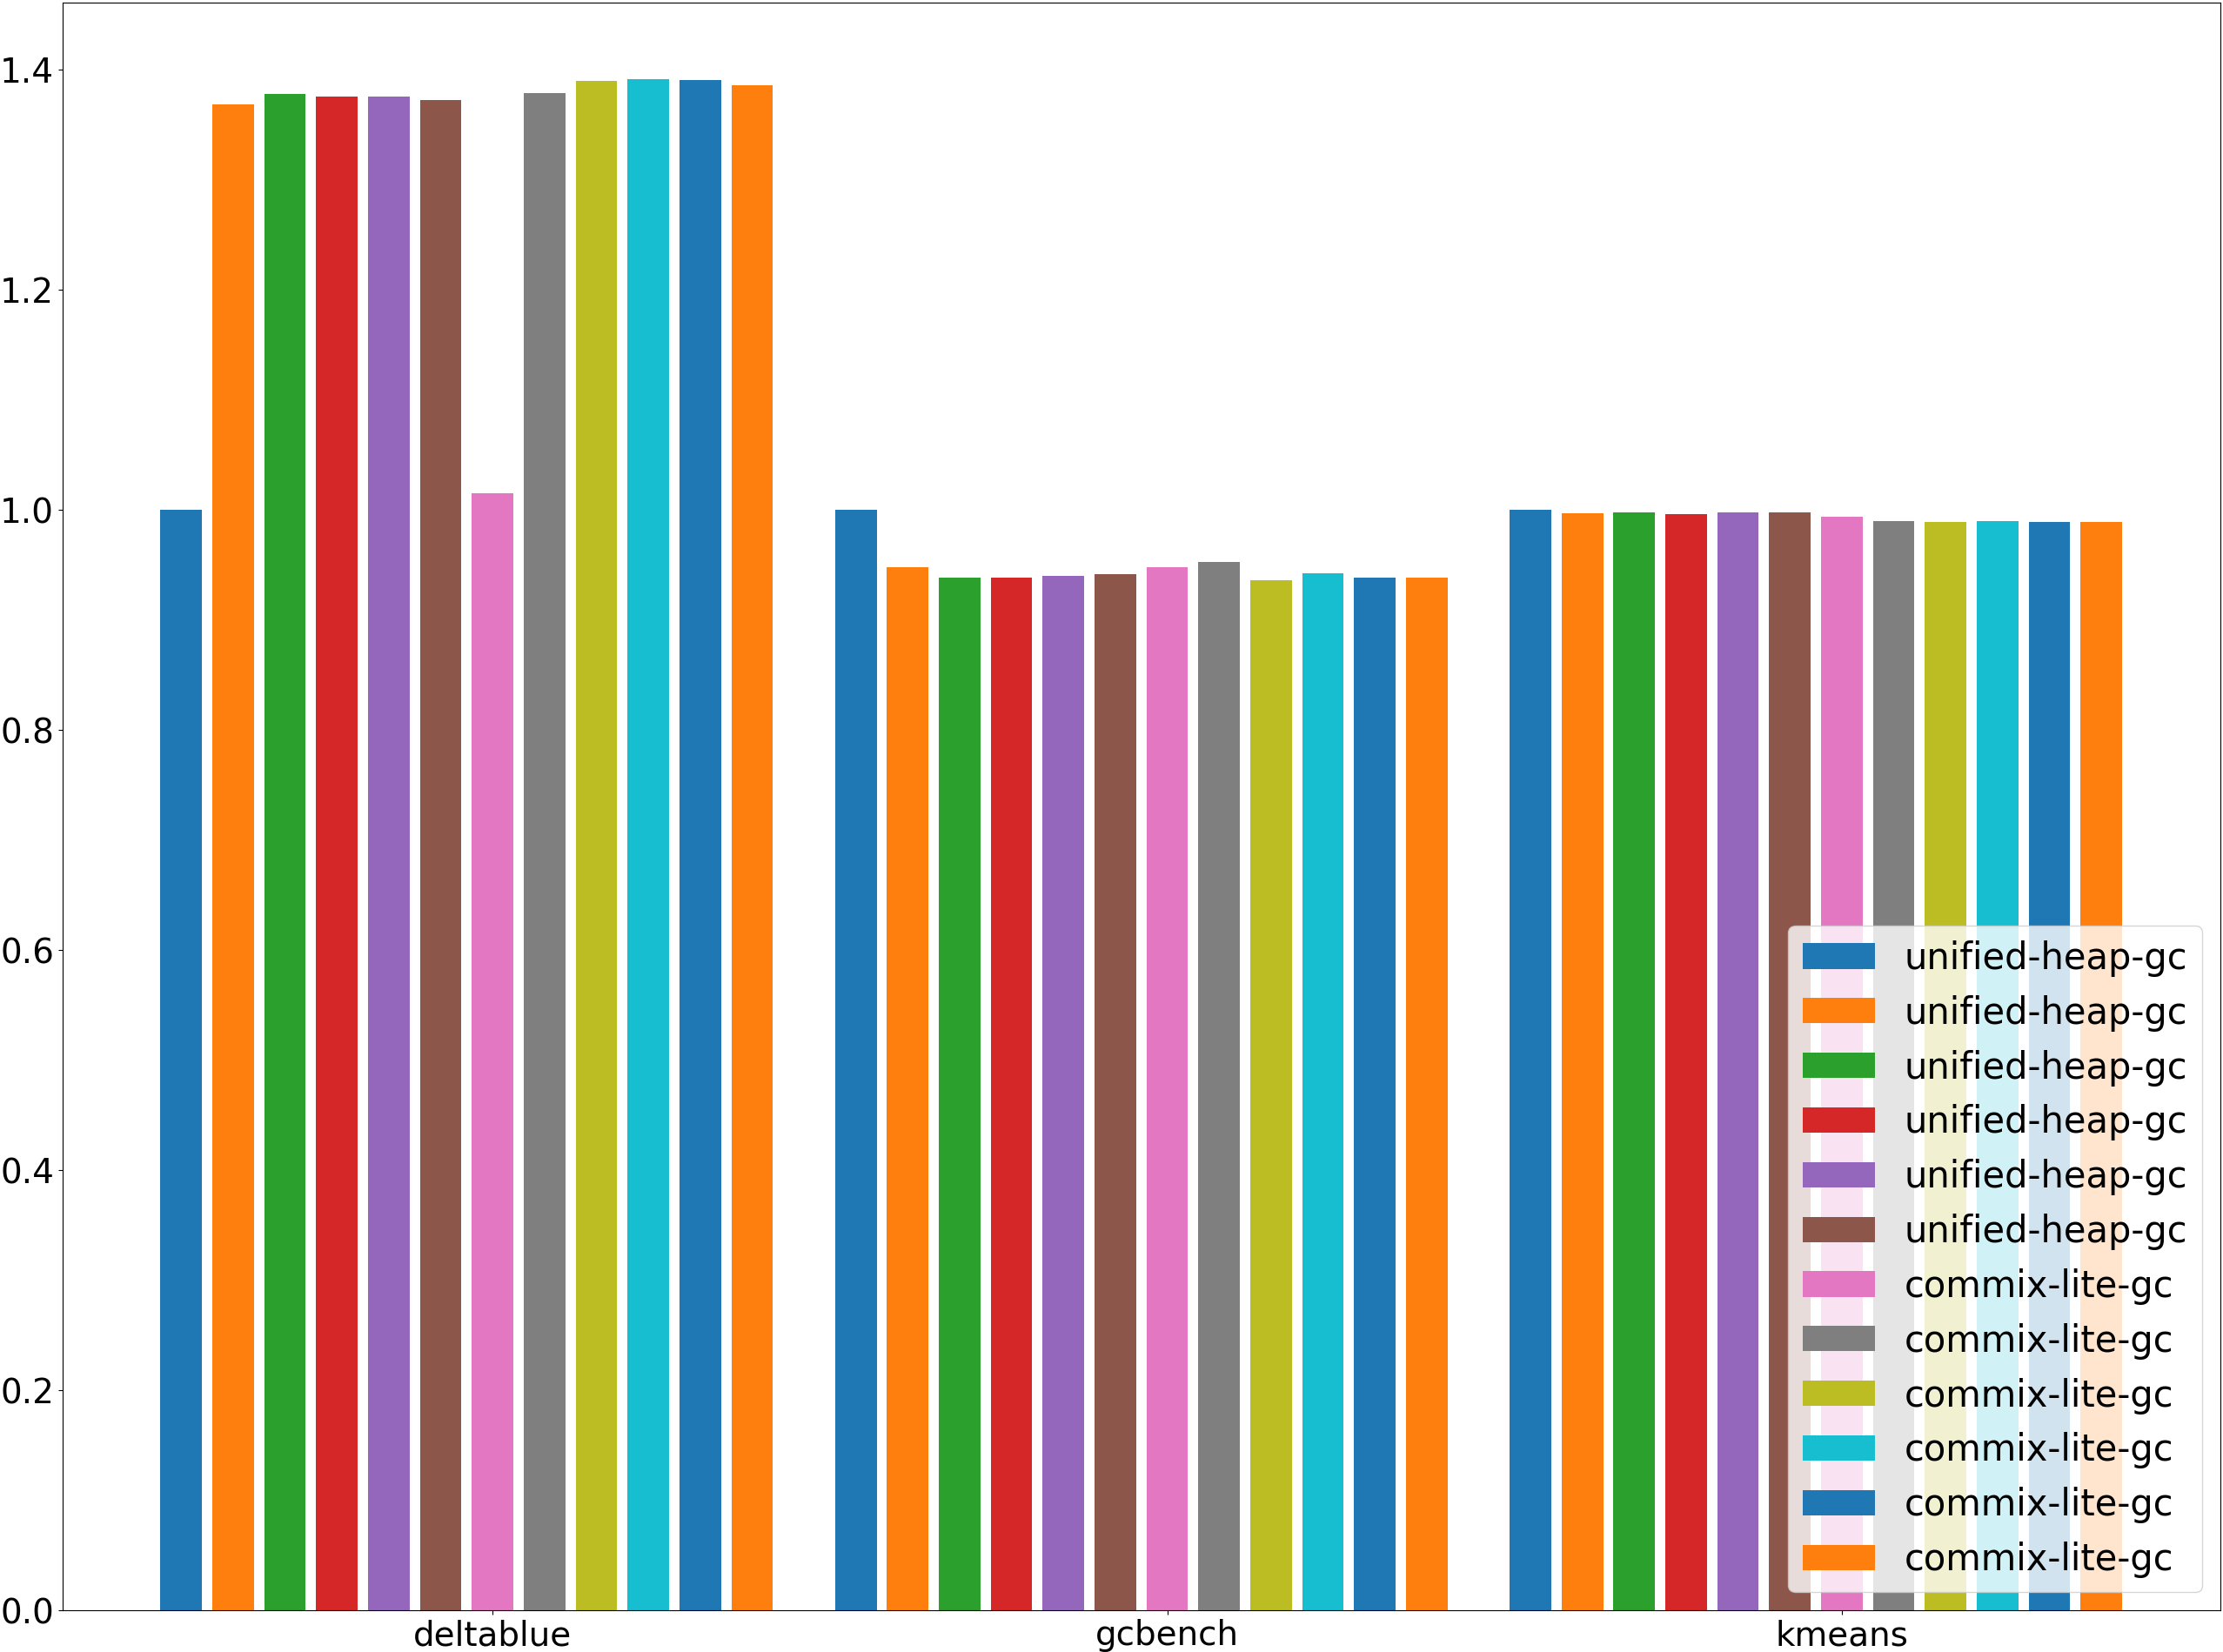 1.4
1.2
1.0
0.8
0.6
0.4
0.2
0.0
deltablue
gcbench
kmeans
unified-heap-gc
unified-heap-gc
unified-heap-gc
unified-heap-gc
unified-heap-gc
unified-heap-gc
commix-lite-gc
commix-lite-gc
commix-lite-gc
commix-lite-gc
commix-lite-gc
commix-lite-gc